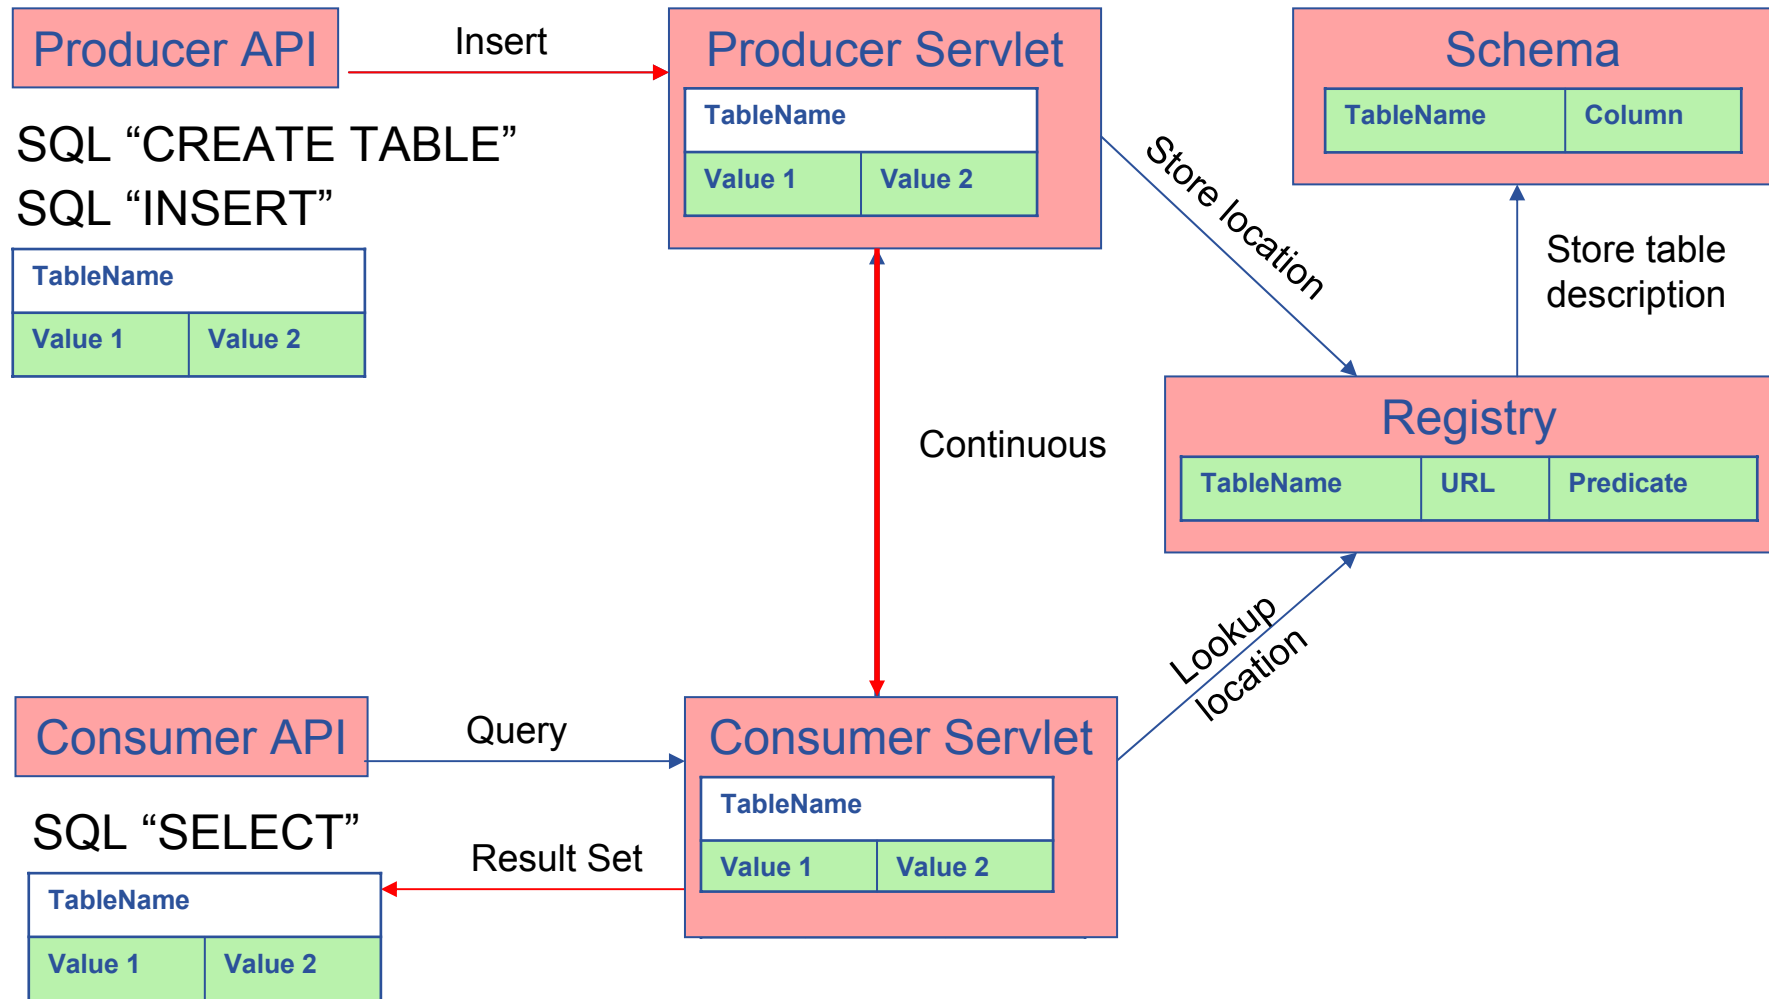 Producer API
Insert
Producer Servlet
TableName
Value 1 Value 2
Schema
TableName Column
SQL “CREATE TABLE”
SQL “INSERT”
TableName
Value 1 Value 2
Store location
Store table
description
Registry
TableName URL Predicate
Continuous
Lookup
location
Consumer API
Query
Consumer Servlet
TableName
Value 1 Value 2
SQL “SELECT”
Result Set
TableName
Value 1 Value 2